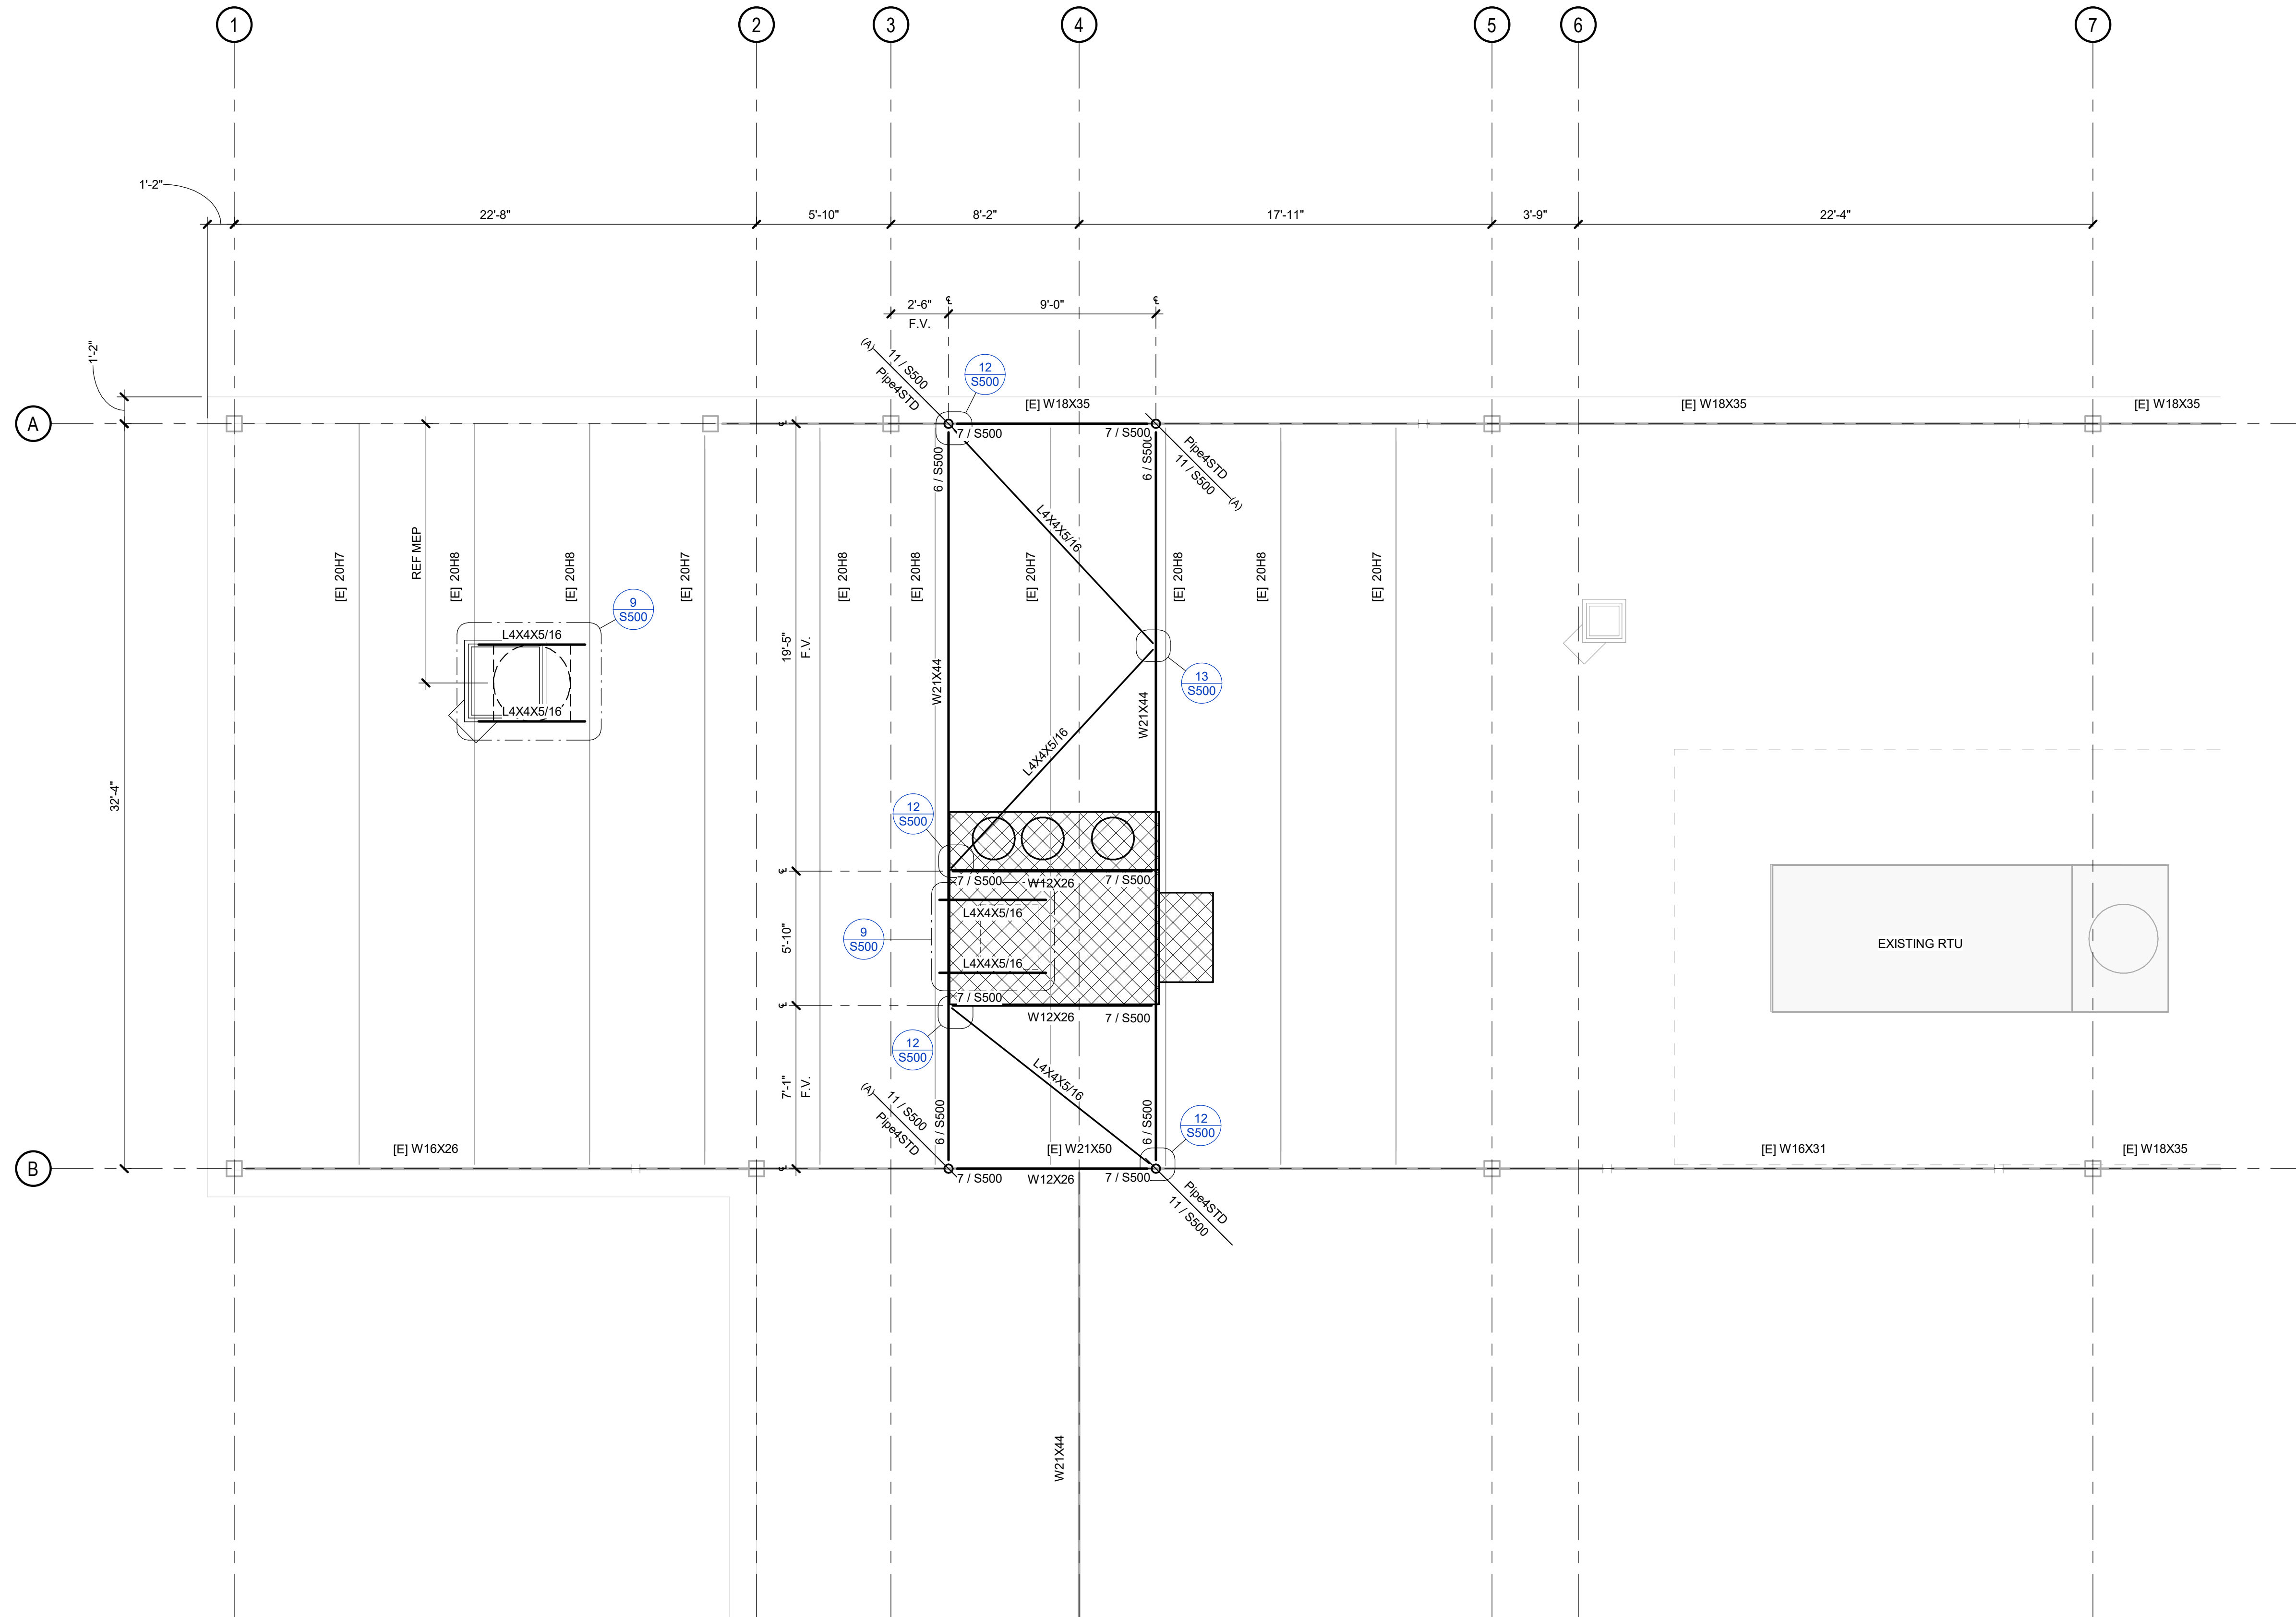 1
2
3
4
5
6
7
1'-2"
22'-8"
5'-10"
8'-2"
17'-11"
3'-9"
22'-4"
2'-6"
F.V.
℄
9'-0"
℄
1'-2"
(A)
11 / S500
Pipe4STD
12
S500
[E] W18X35
[E] W18X35
[E] W18X35
A
℄
7 / S500
7 / S500
6 / S500
6 / S500
Pipe4STD
11 / S500
(A)
L4X4X5/16
REF MEP
[E] 20H7
[E] 20H8
[E] 20H8
[E] 20H7
[E] 20H8
[E] 20H8
[E] 20H7
[E] 20H8
[E] 20H8
[E] 20H7
9
S500
L4X4X5/16
L4X4X5/16
19'-5"
F.V.
W21X44
13
S500
W21X44
L4X4X5/16
32'-4"
12
S500
℄
7 / S500
W12X26
7 / S500
L4X4X5/16
9
S500
5'-10"
L4X4X5/16
EXISTING RTU
℄
7 / S500
W12X26
7 / S500
12
S500
L4X4X5/16
7'-1"
F.V.
(A)
11 / S500
Pipe4STD
6 / S500
6 / S500
12
S500
[E] W16X26
[E] W21X50
[E] W16X31
[E] W18X35
B
℄
7 / S500
W12X26
7 / S500
Pipe4STD
11 / S500
W21X44